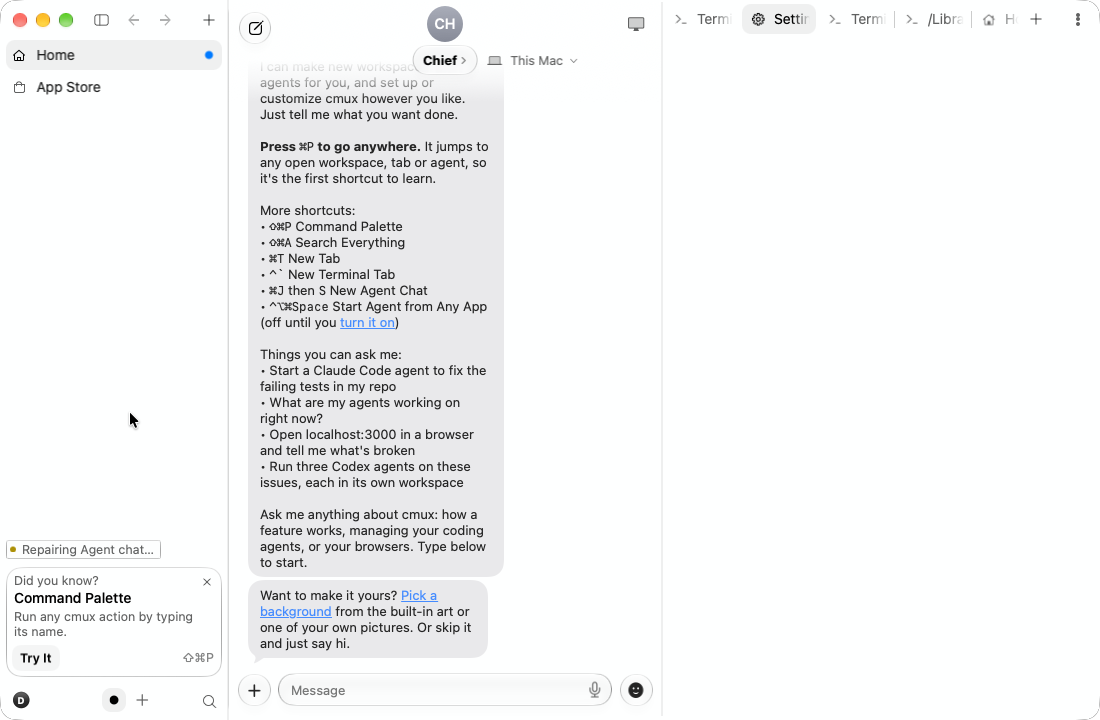 Home
App Store
Repairing Agent chat...
Did you know?
Command Palette
Run any cmux action by typing
its name.
Try It
⇧⌘P
D
CH
Chief
This Mac
agents for you, and set up or
customize cmux however you like.
Just tell me what you want done.
Press ⌘P to go anywhere. It jumps to
any open workspace, tab or agent, so
it's the first shortcut to learn.
More shortcuts:
• ⇧⌘P Command Palette
• ⇧⌘A Search Everything
• ⌘T New Tab
• ^` New Terminal Tab
• ⌘J then S New Agent Chat
• ^⌥⌘Space Start Agent from Any App
(off until you turn it on)
Things you can ask me:
• Start a Claude Code agent to fix the
failing tests in my repo
• What are my agents working on
right now?
• Open localhost:3000 in a browser
and tell me what's broken
• Run three Codex agents on these
issues, each in its own workspace
Ask me anything about cmux: how a
feature works, managing your coding
agents, or your browsers. Type below
to start.
Want to make it yours? Pick a
background from the built-in art or
one of your own pictures. Or skip it
and just say hi.
Message
Termi
Settin
Termi
/Libra